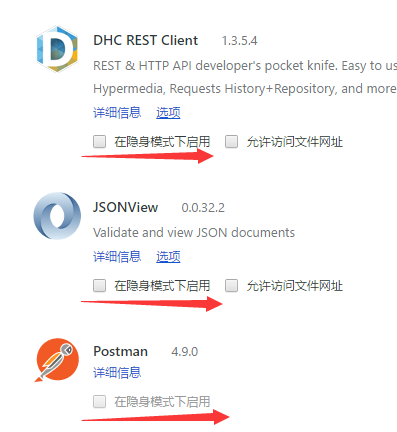 DHC REST Client 1.3.5.4
REST & HTTP API developer's pocket knife. Easy to us
Hypermedia, Requests History+Repository, and more
详细信息 选项
在隐身模式下启用 允许访问文件网址
JSONView 0.0.32.2
Validate and view JSON documents
详细信息 选项
在隐身模式下启用 允许访问文件网址
Postman 4.9.0
详细信息
在隐身模式下启用